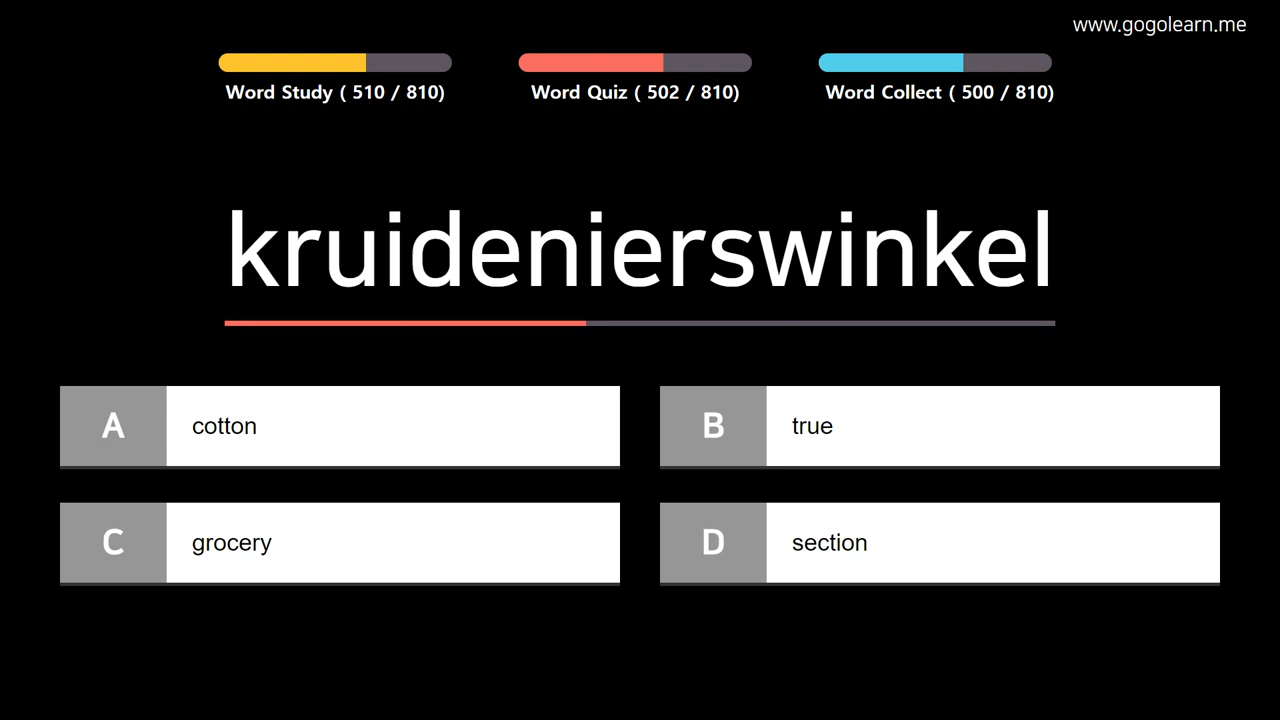 www.gogolearn.me
Word Study ( 510 / 810)
Word Quiz ( 502 / 810)
Word Collect ( 500 / 810)
kruidenierswinkel
A cotton
B true
C grocery
D section